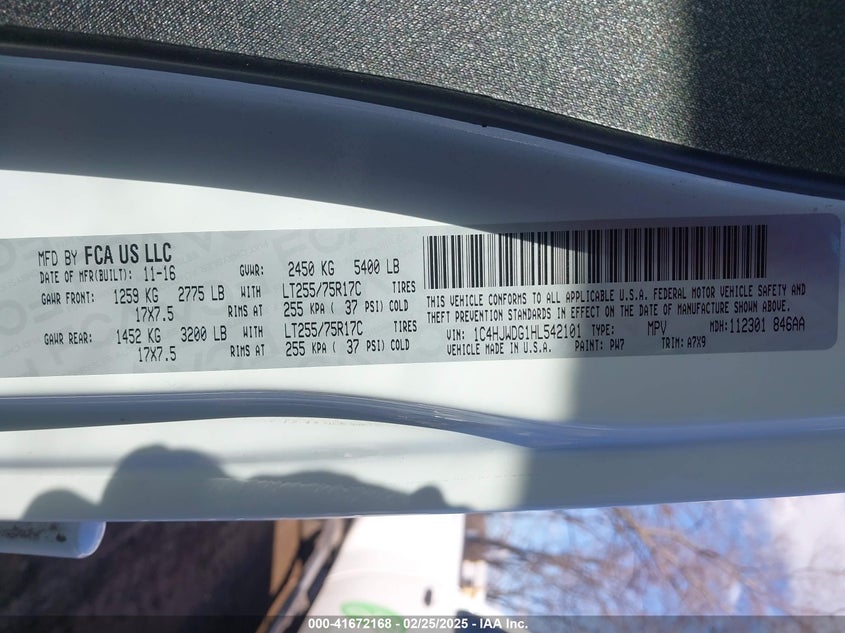 MFD BY FCA US LLC
DATE OF MFR(BUILT): 11-16 GVWR: 2450 KG 5400 LB
GAWR FRONT: 1259 KG 2775 LB WITH LT255/75R17C TIRES
17X7.5 RIMS AT 255 KPA ( 37 PSI) COLD
GAWR REAR: 1452 KG 3200 LB WITH LT255/75R17C TIRES
17X7.5 RIMS AT 255 KPA ( 37 PSI) COLD
THIS VEHICLE CONFORMS TO ALL APPLICABLE U.S.A. FEDERAL MOTOR VEHICLE SAFETY AND
THEFT PREVENTION STANDARDS IN EFFECT ON THE DATE OF MANUFACTURE SHOWN ABOVE.
VIN: 1C4HJWDG1HL542101 TYPE: MPV MDH: 112301 846AA
VEHICLE MADE IN U.S.A. PAINT: PW7 TRIM: A7X9
000-41672168 - 02/25/2025 - IAA Inc.